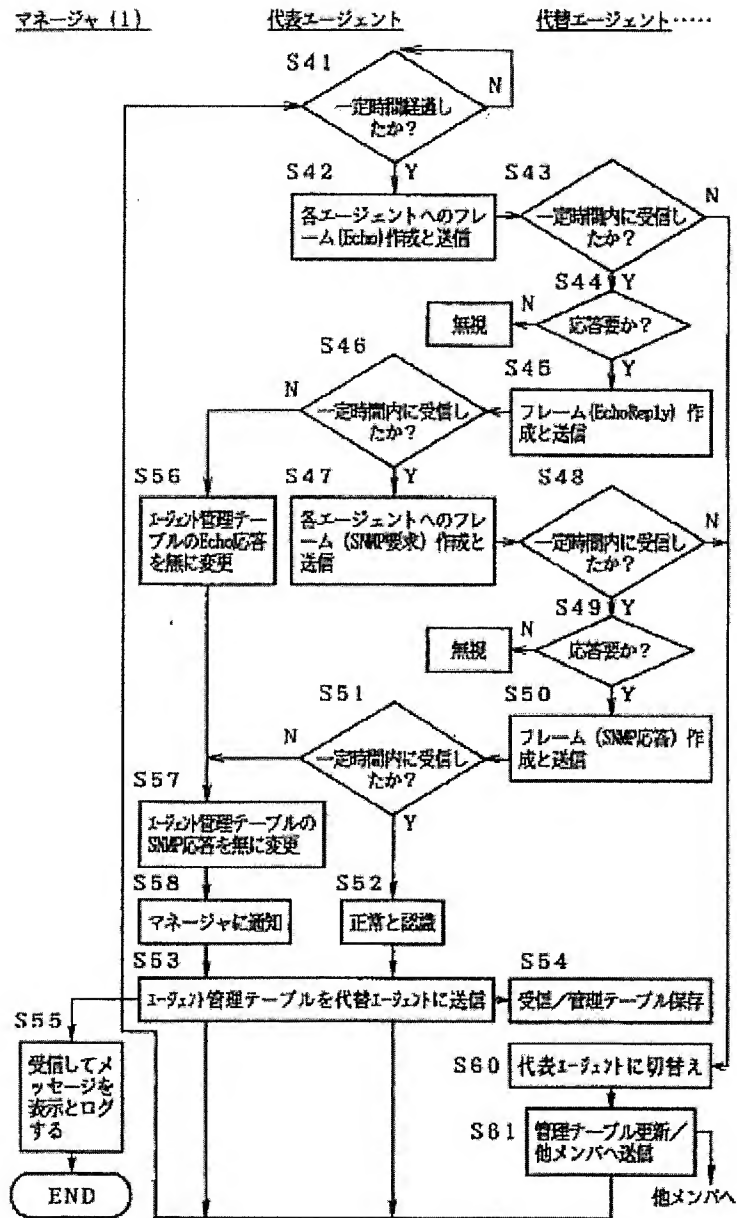 マネージャ (1)
代表エージェント
代替エージェント‥‥‥
S41
一定時間経過し
たか？
N
Y
S42
各エージェントへのフレ
ーム(Echo)作成と送信
S43
一定時間内に受信し
たか？
N
Y
S44
応答要か？
N
無視
Y
S45
フレーム(EchoReply) 作
成と送信
S46
一定時間内に受信し
たか？
N
Y
S56
エージェント管理テー
ブルのEcho応答
を無に変更
S47
各エージェントへのフレ
ーム (SNMP要求) 作成と
送信
S48
一定時間内に受信し
たか？
N
Y
S49
応答要か？
N
無視
Y
S50
フレーム (SNMP応答) 作
成と送信
S51
一定時間内に受信し
たか？
N
Y
S57
エージェント管理テーブルの
SNMP応答を無に変更
S58
マネージャに通知
S52
正常と認識
S53
エージェント管理テーブルを代替エージェントに送信
S54
受信／管理テーブル保存
S55
受信してメ
ッセージを
表示とログ
する
END
S60
代表エージェントに切替え
S61
管理テーブル更新／
他メンバへ送信
他メンバへ